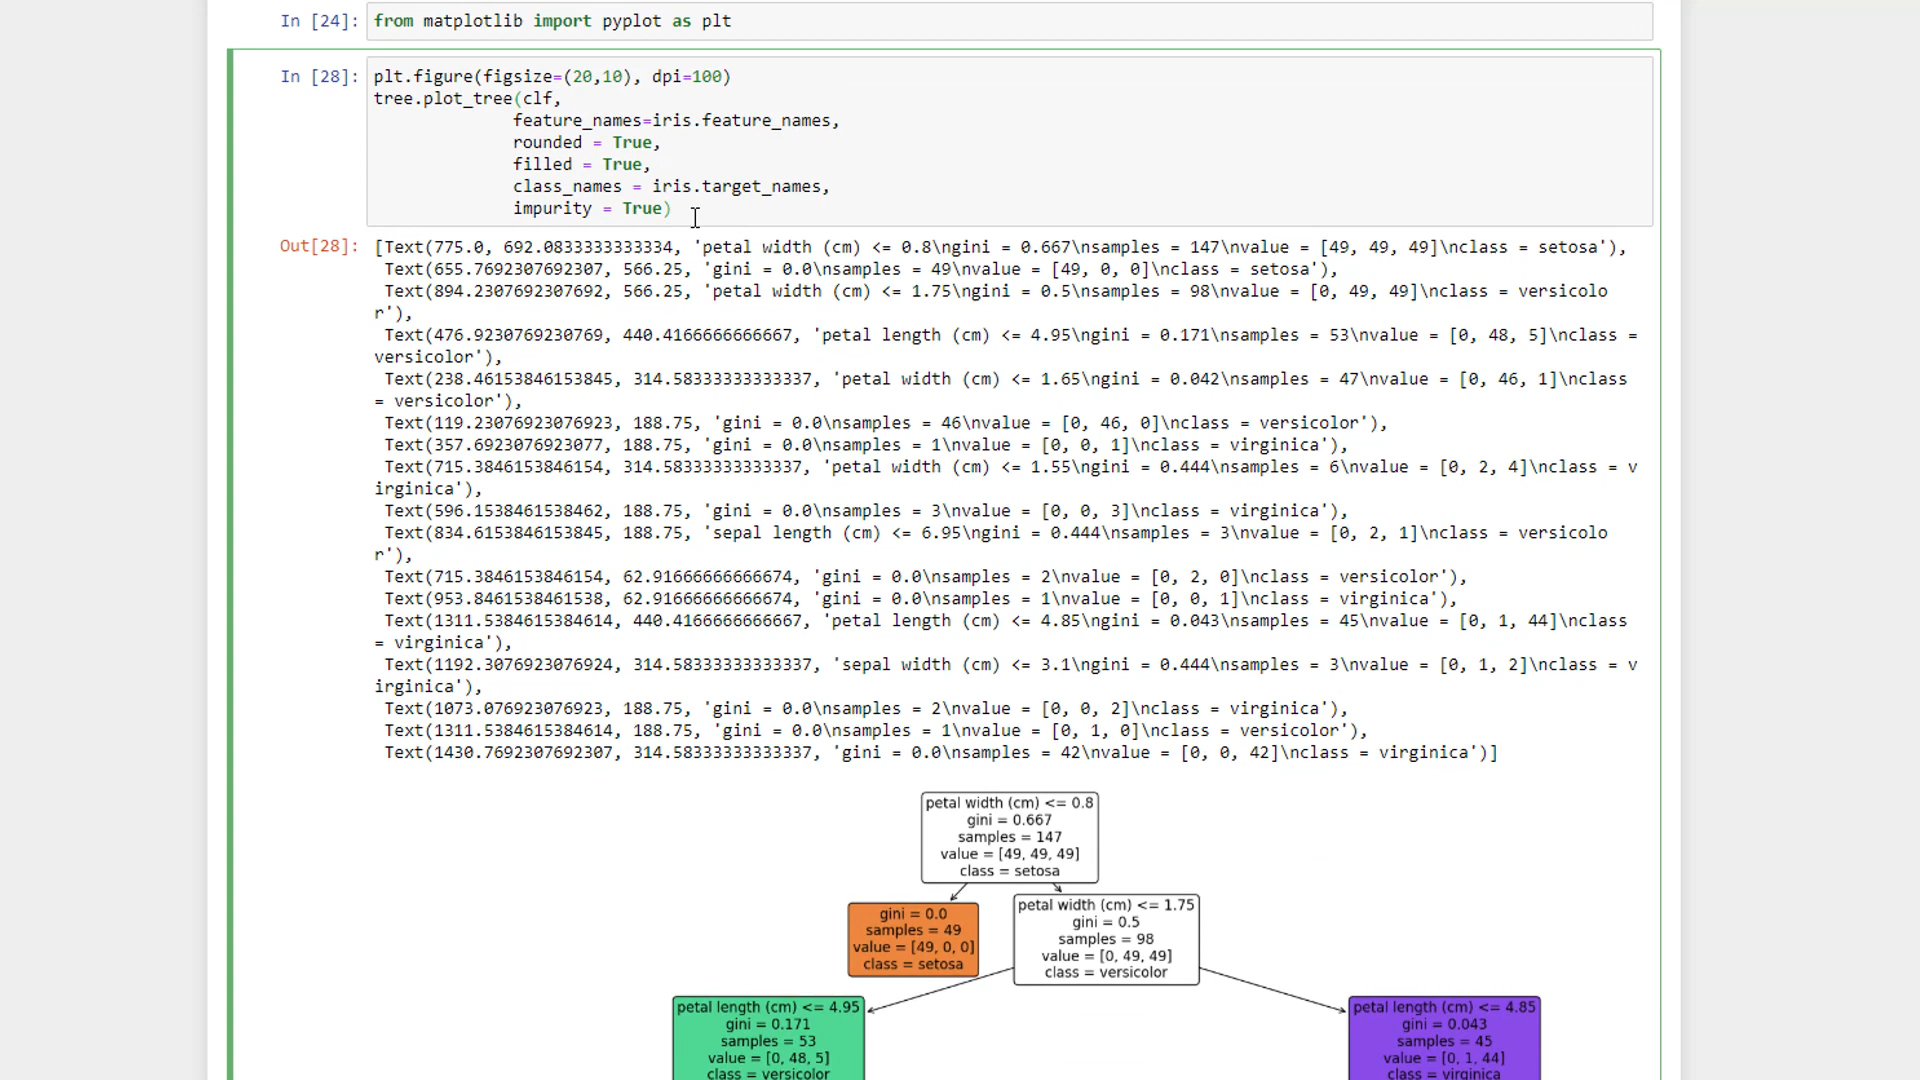 In [24]: from matplotlib import pyplot as plt
In [28]: plt.figure(figsize=(20,10), dpi=100)
tree.plot_tree(clf,
feature_names=iris.feature_names,
rounded = True,
filled = True,
class_names = iris.target_names,
impurity = True)
Out[28]: [Text(775.0, 692.0833333333334, 'petal width (cm) <= 0.8\ngini = 0.667\nsamples = 147\nvalue = [49, 49, 49]\nclass = setosa'),
Text(655.7692307692307, 566.25, 'gini = 0.0\nsamples = 49\nvalue = [49, 0, 0]\nclass = setosa'),
Text(894.2307692307692, 566.25, 'petal width (cm) <= 1.75\ngini = 0.5\nsamples = 98\nvalue = [0, 49, 49]\nclass = versicolo
r'),
Text(476.9230769230769, 440.4166666666667, 'petal length (cm) <= 4.95\ngini = 0.171\nsamples = 53\nvalue = [0, 48, 5]\nclass =
versicolor'),
Text(238.46153846153845, 314.58333333333337, 'petal width (cm) <= 1.65\ngini = 0.042\nsamples = 47\nvalue = [0, 46, 1]\nclass
= versicolor'),
Text(119.23076923076923, 188.75, 'gini = 0.0\nsamples = 46\nvalue = [0, 46, 0]\nclass = versicolor'),
Text(357.6923076923077, 188.75, 'gini = 0.0\nsamples = 1\nvalue = [0, 0, 1]\nclass = virginica'),
Text(715.3846153846154, 314.58333333333337, 'petal width (cm) <= 1.55\ngini = 0.444\nsamples = 6\nvalue = [0, 2, 4]\nclass = v
irginica'),
Text(596.1538461538462, 188.75, 'gini = 0.0\nsamples = 3\nvalue = [0, 0, 3]\nclass = virginica'),
Text(834.6153846153845, 188.75, 'sepal length (cm) <= 6.95\ngini = 0.444\nsamples = 3\nvalue = [0, 2, 1]\nclass = versicolo
r'),
Text(715.3846153846154, 62.91666666666674, 'gini = 0.0\nsamples = 2\nvalue = [0, 2, 0]\nclass = versicolor'),
Text(953.8461538461538, 62.91666666666674, 'gini = 0.0\nsamples = 1\nvalue = [0, 0, 1]\nclass = virginica'),
Text(1311.5384615384614, 440.4166666666667, 'petal length (cm) <= 4.85\ngini = 0.043\nsamples = 45\nvalue = [0, 1, 44]\nclass
= virginica'),
Text(1192.3076923076924, 314.58333333333337, 'sepal width (cm) <= 3.1\ngini = 0.444\nsamples = 3\nvalue = [0, 1, 2]\nclass = v
irginica'),
Text(1073.076923076923, 188.75, 'gini = 0.0\nsamples = 2\nvalue = [0, 0, 2]\nclass = virginica'),
Text(1311.5384615384614, 188.75, 'gini = 0.0\nsamples = 1\nvalue = [0, 1, 0]\nclass = versicolor'),
Text(1430.7692307692307, 314.58333333333337, 'gini = 0.0\nsamples = 42\nvalue = [0, 0, 42]\nclass = virginica')]
petal width (cm) <= 0.8
gini = 0.667
samples = 147
value = [49, 49, 49]
class = setosa
gini = 0.0
samples = 49
value = [49, 0, 0]
class = setosa
petal width (cm) <= 1.75
gini = 0.5
samples = 98
value = [0, 49, 49]
class = versicolor
petal length (cm) <= 4.95
gini = 0.171
samples = 53
value = [0, 48, 5]
class = versicolor
petal length (cm) <= 4.85
gini = 0.043
samples = 45
value = [0, 1, 44]
class = virginica